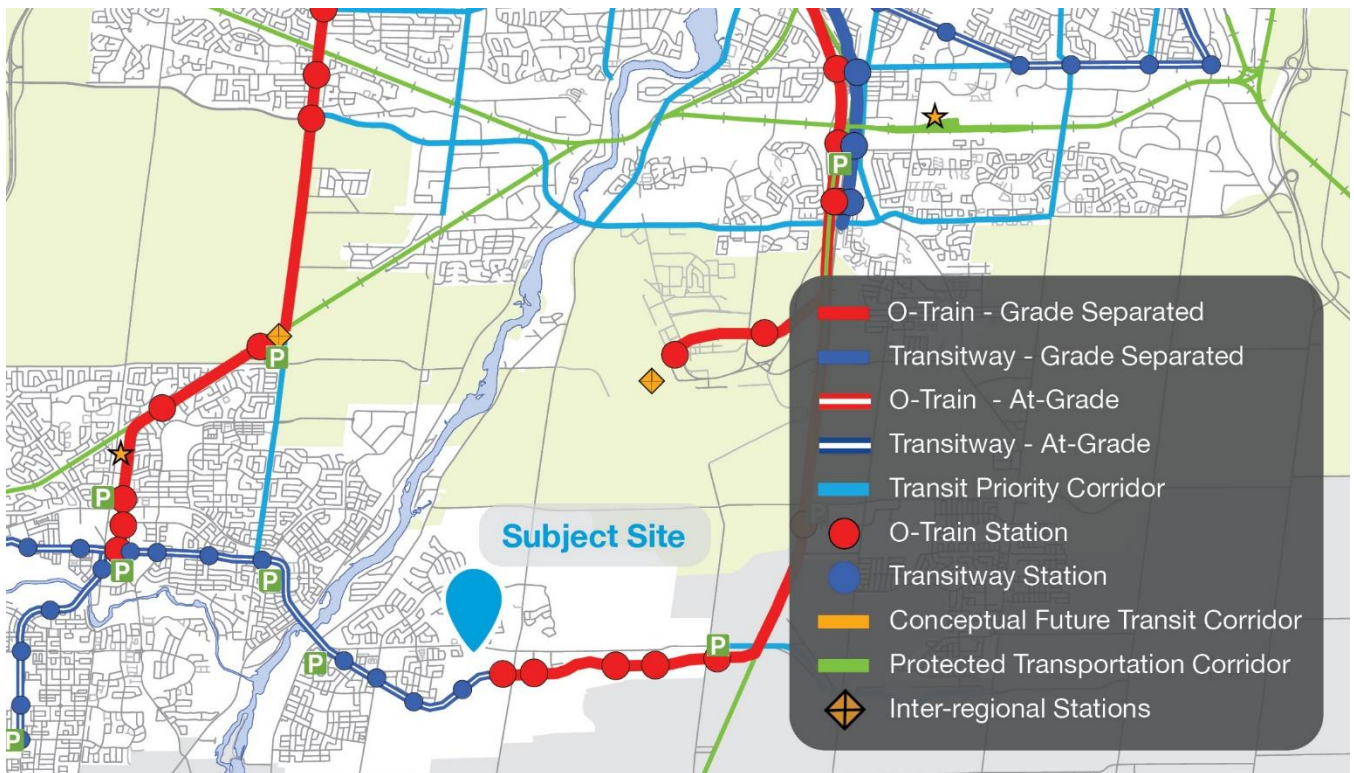 P
P
O-Train - Grade Separated
Transitway - Grade Separated
O-Train - At-Grade
Transitway - At-Grade
Transit Priority Corridor
O-Train Station
Transitway Station
Conceptual Future Transit Corridor
Protected Transportation Corridor
Inter-regional Stations
P
Subject Site
P
P
P
P
P